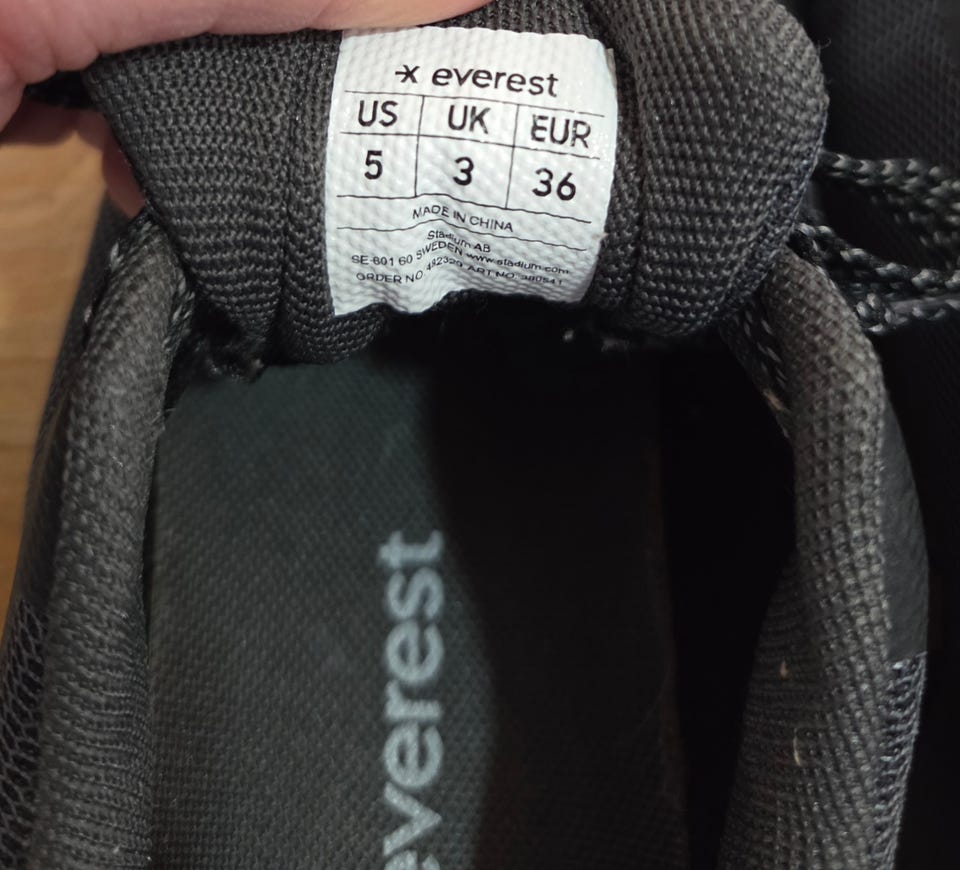 everest
US UK EUR
5 3 36
MADE IN CHINA
Stadium AB
SE-601 60 SWEDEN www.stadium.com
ORDER NO ART NO
everest